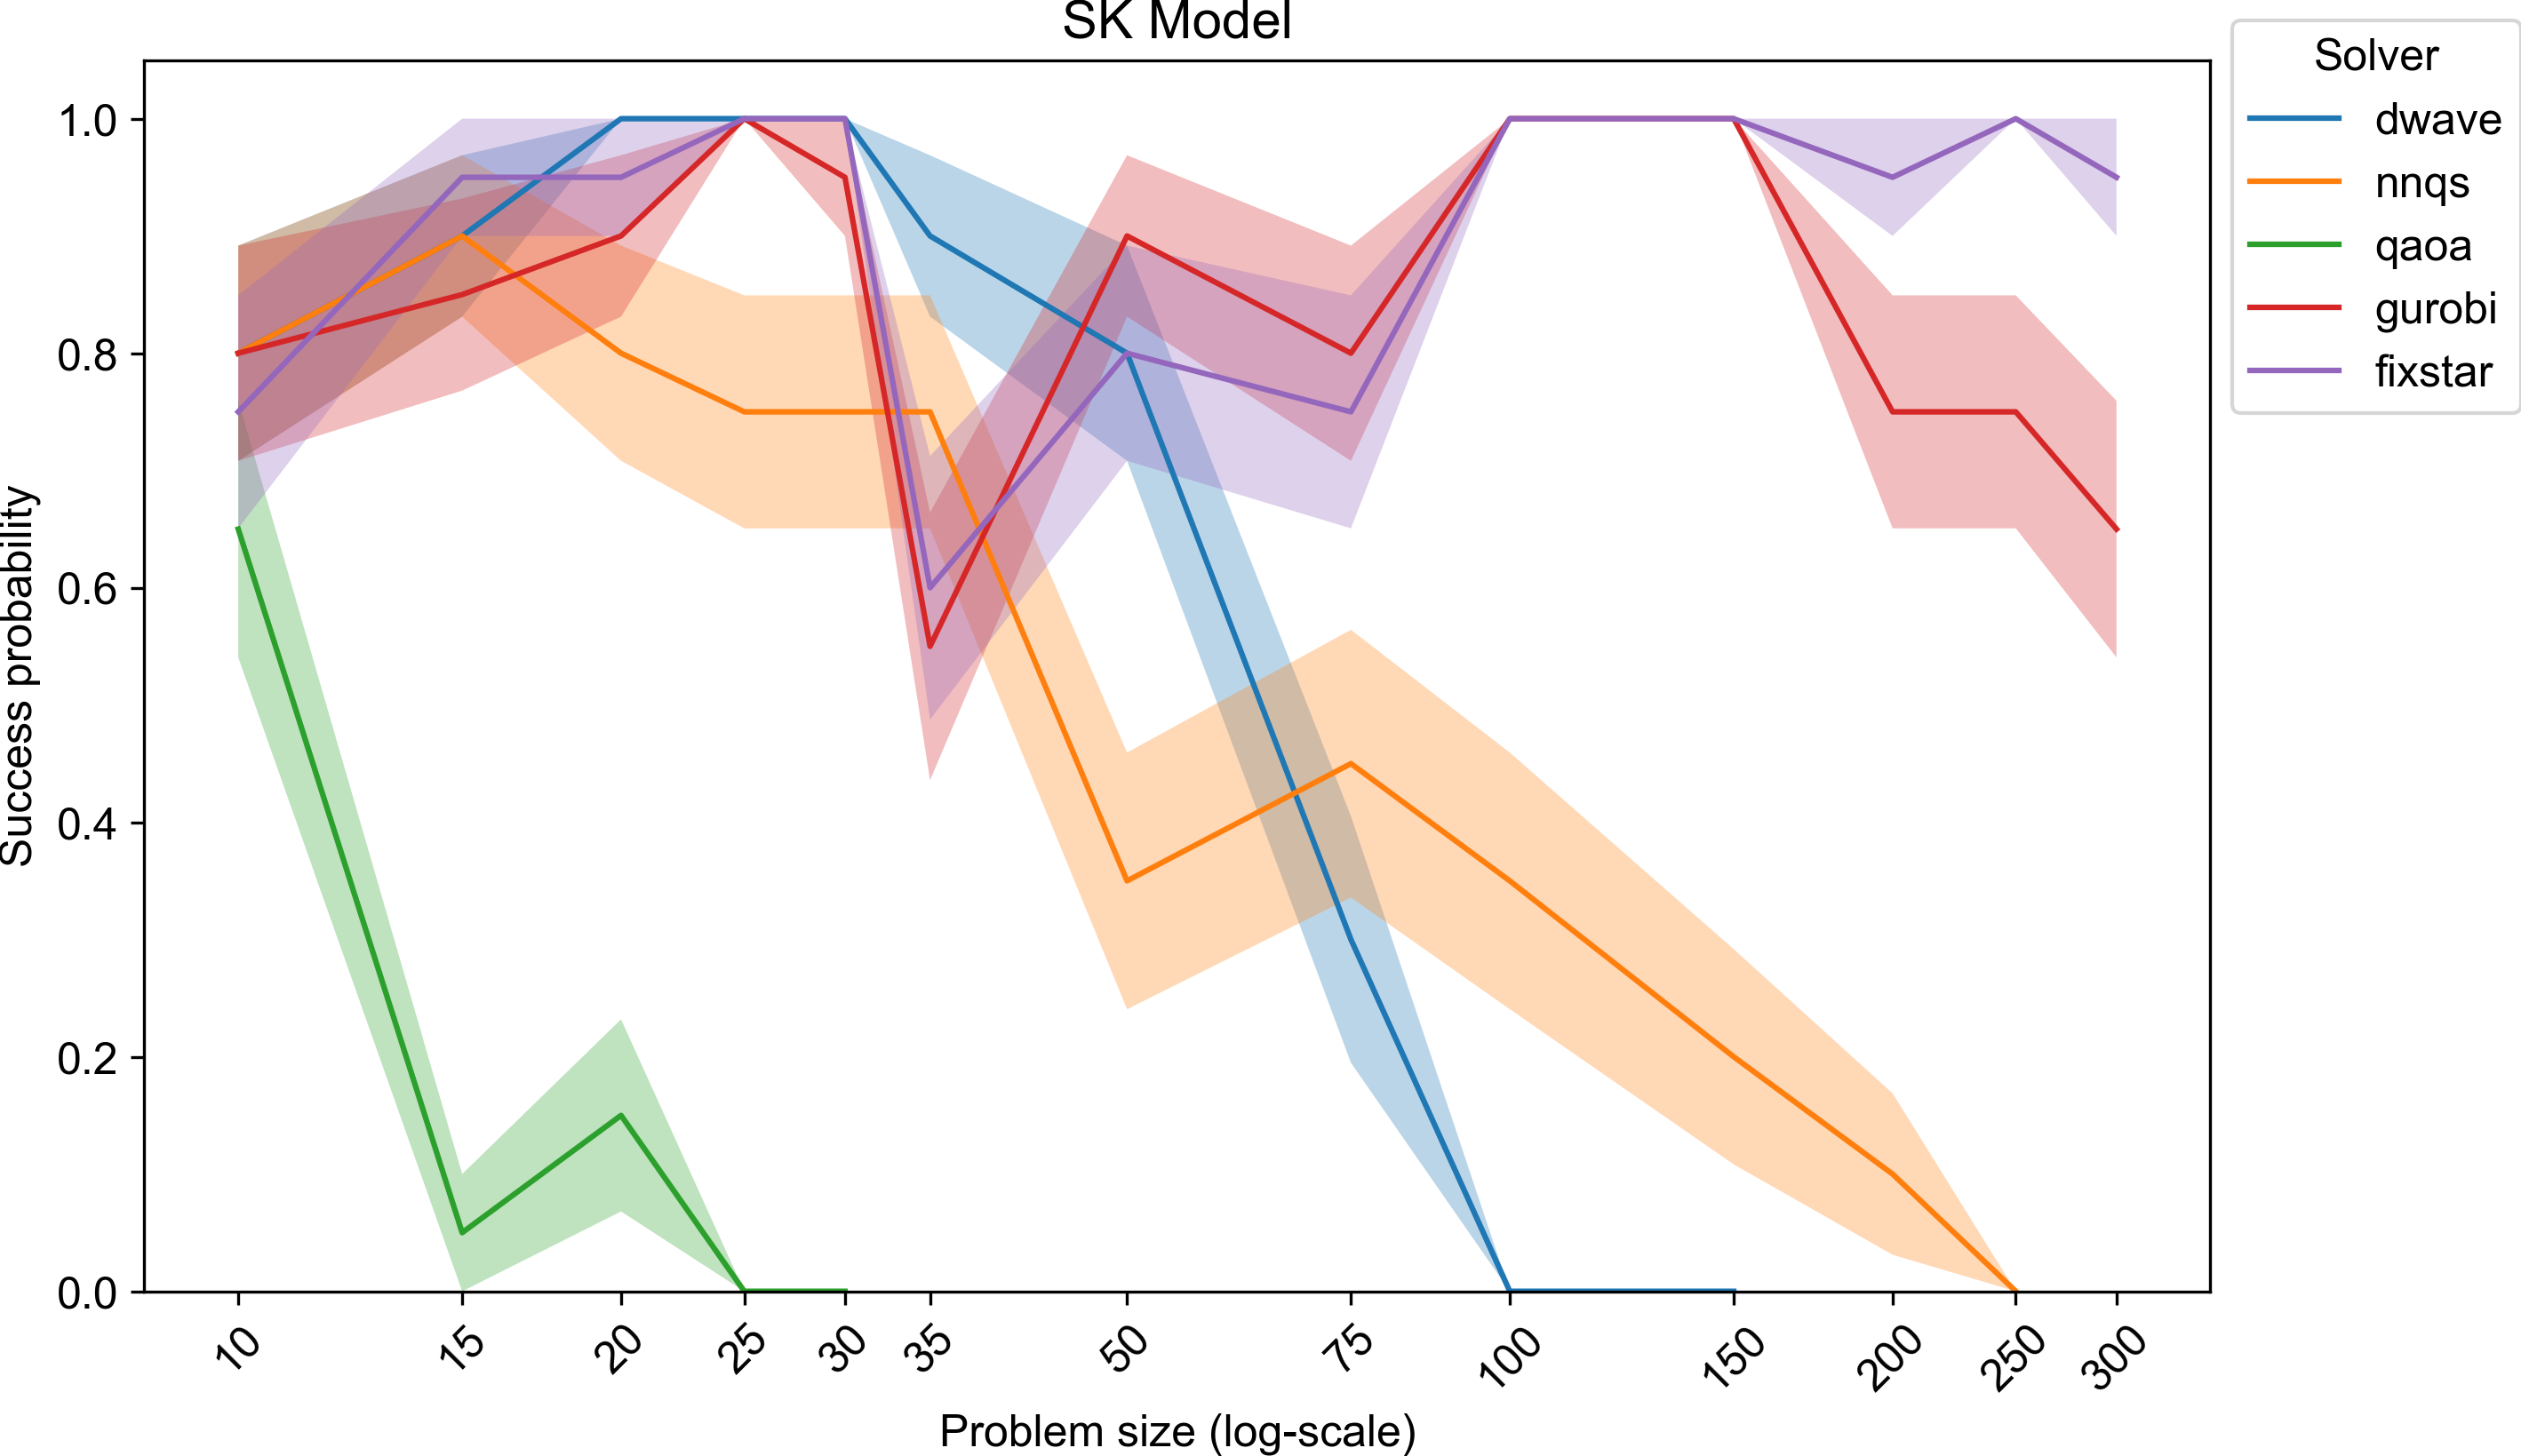 SK Model
Solver
dwave
nnqs
qaoa
gurobi
fixstar
Success probability
1.0
0.8
0.6
0.4
0.2
0.0
10 15 20 25 30 35 50 75 100 150 200 250 300
Problem size (log-scale)